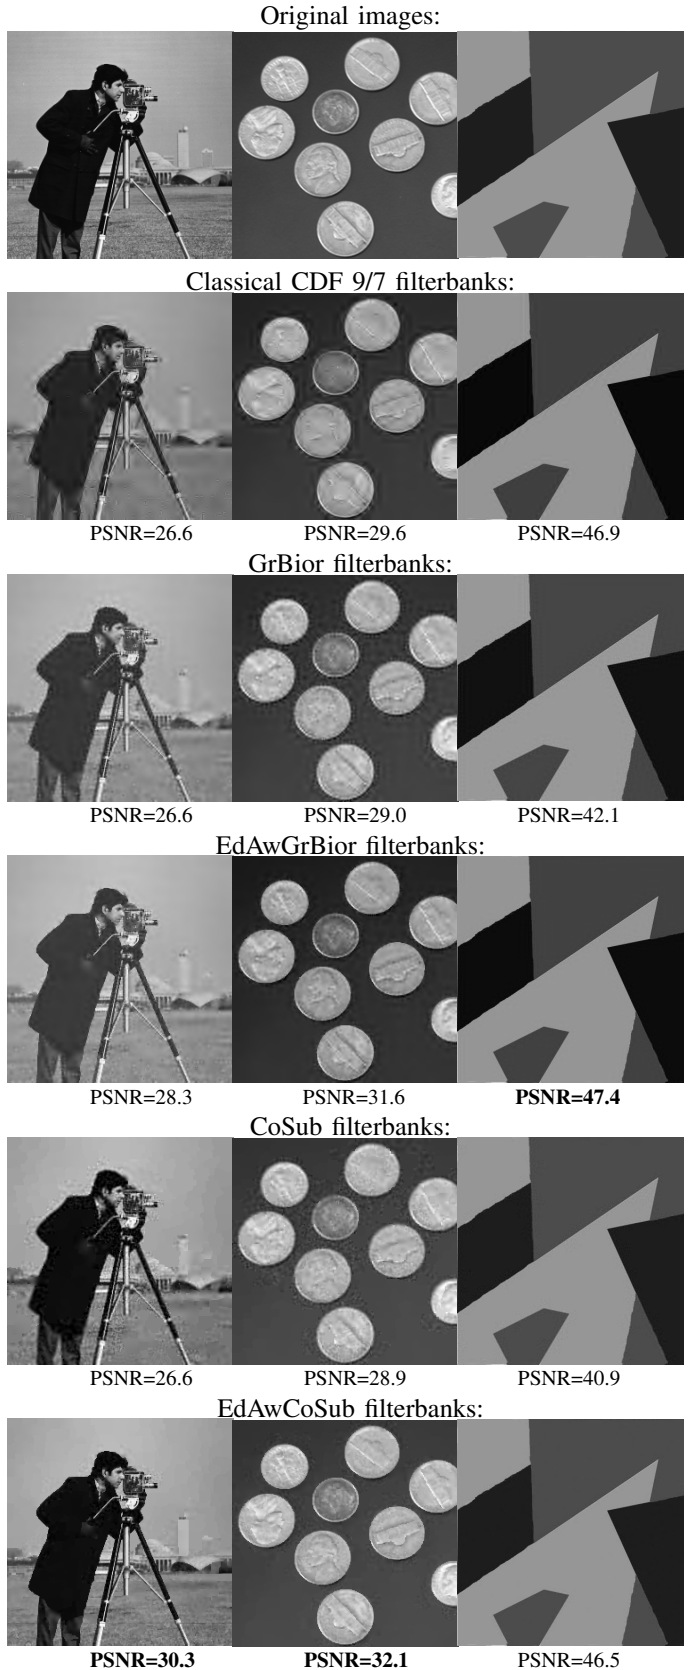 Original images:
Classical CDF 9/7 filterbanks:
PSNR=26.6 PSNR=29.6 PSNR=46.9
GrBior filterbanks:
PSNR=26.6 PSNR=29.0 PSNR=42.1
EdAwGrBior filterbanks:
PSNR=28.3 PSNR=31.6 PSNR=47.4
CoSub filterbanks:
PSNR=26.6 PSNR=28.9 PSNR=40.9
EdAwCoSub filterbanks:
PSNR=30.3 PSNR=32.1 PSNR=46.5